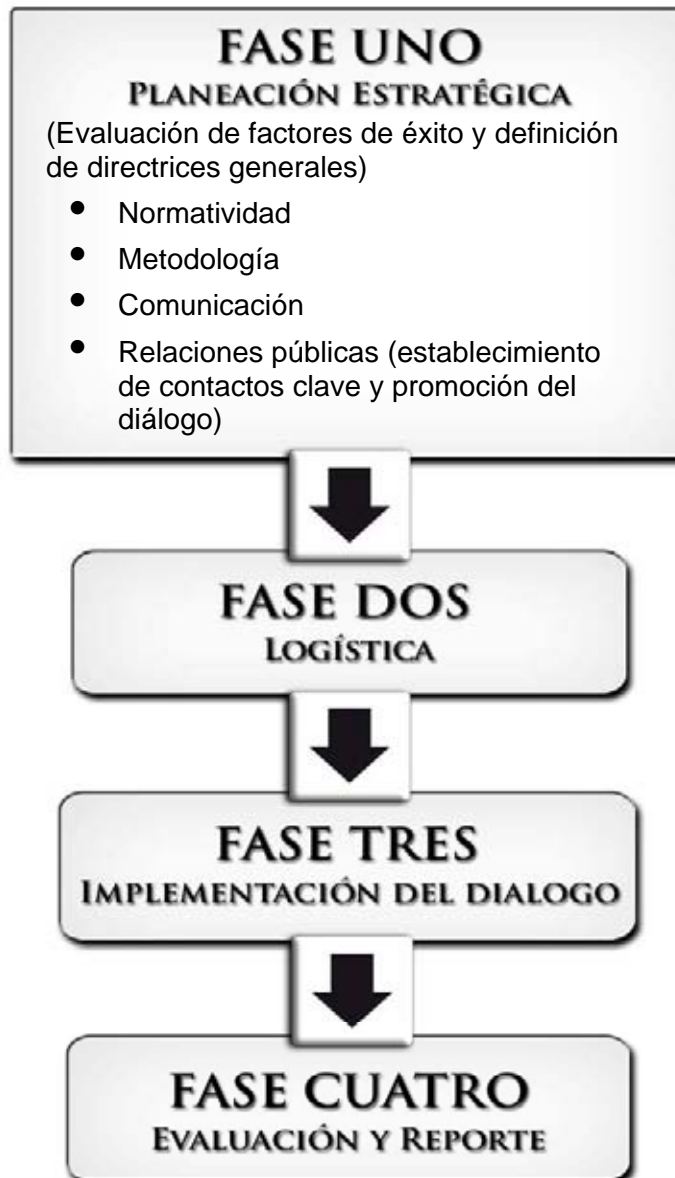 FASE UNO
PLANEACIÓN ESTRATÉGICA
(Evaluación de factores de éxito y definición
de directrices generales)
• Normatividad
• Metodología
• Comunicación
• Relaciones públicas (establecimiento
de contactos clave y promoción del
diálogo)
FASE DOS
LOGÍSTICA
FASE TRES
IMPLEMENTACIÓN DEL DIALOGO
FASE CUATRO
EVALUACIÓN Y REPORTE